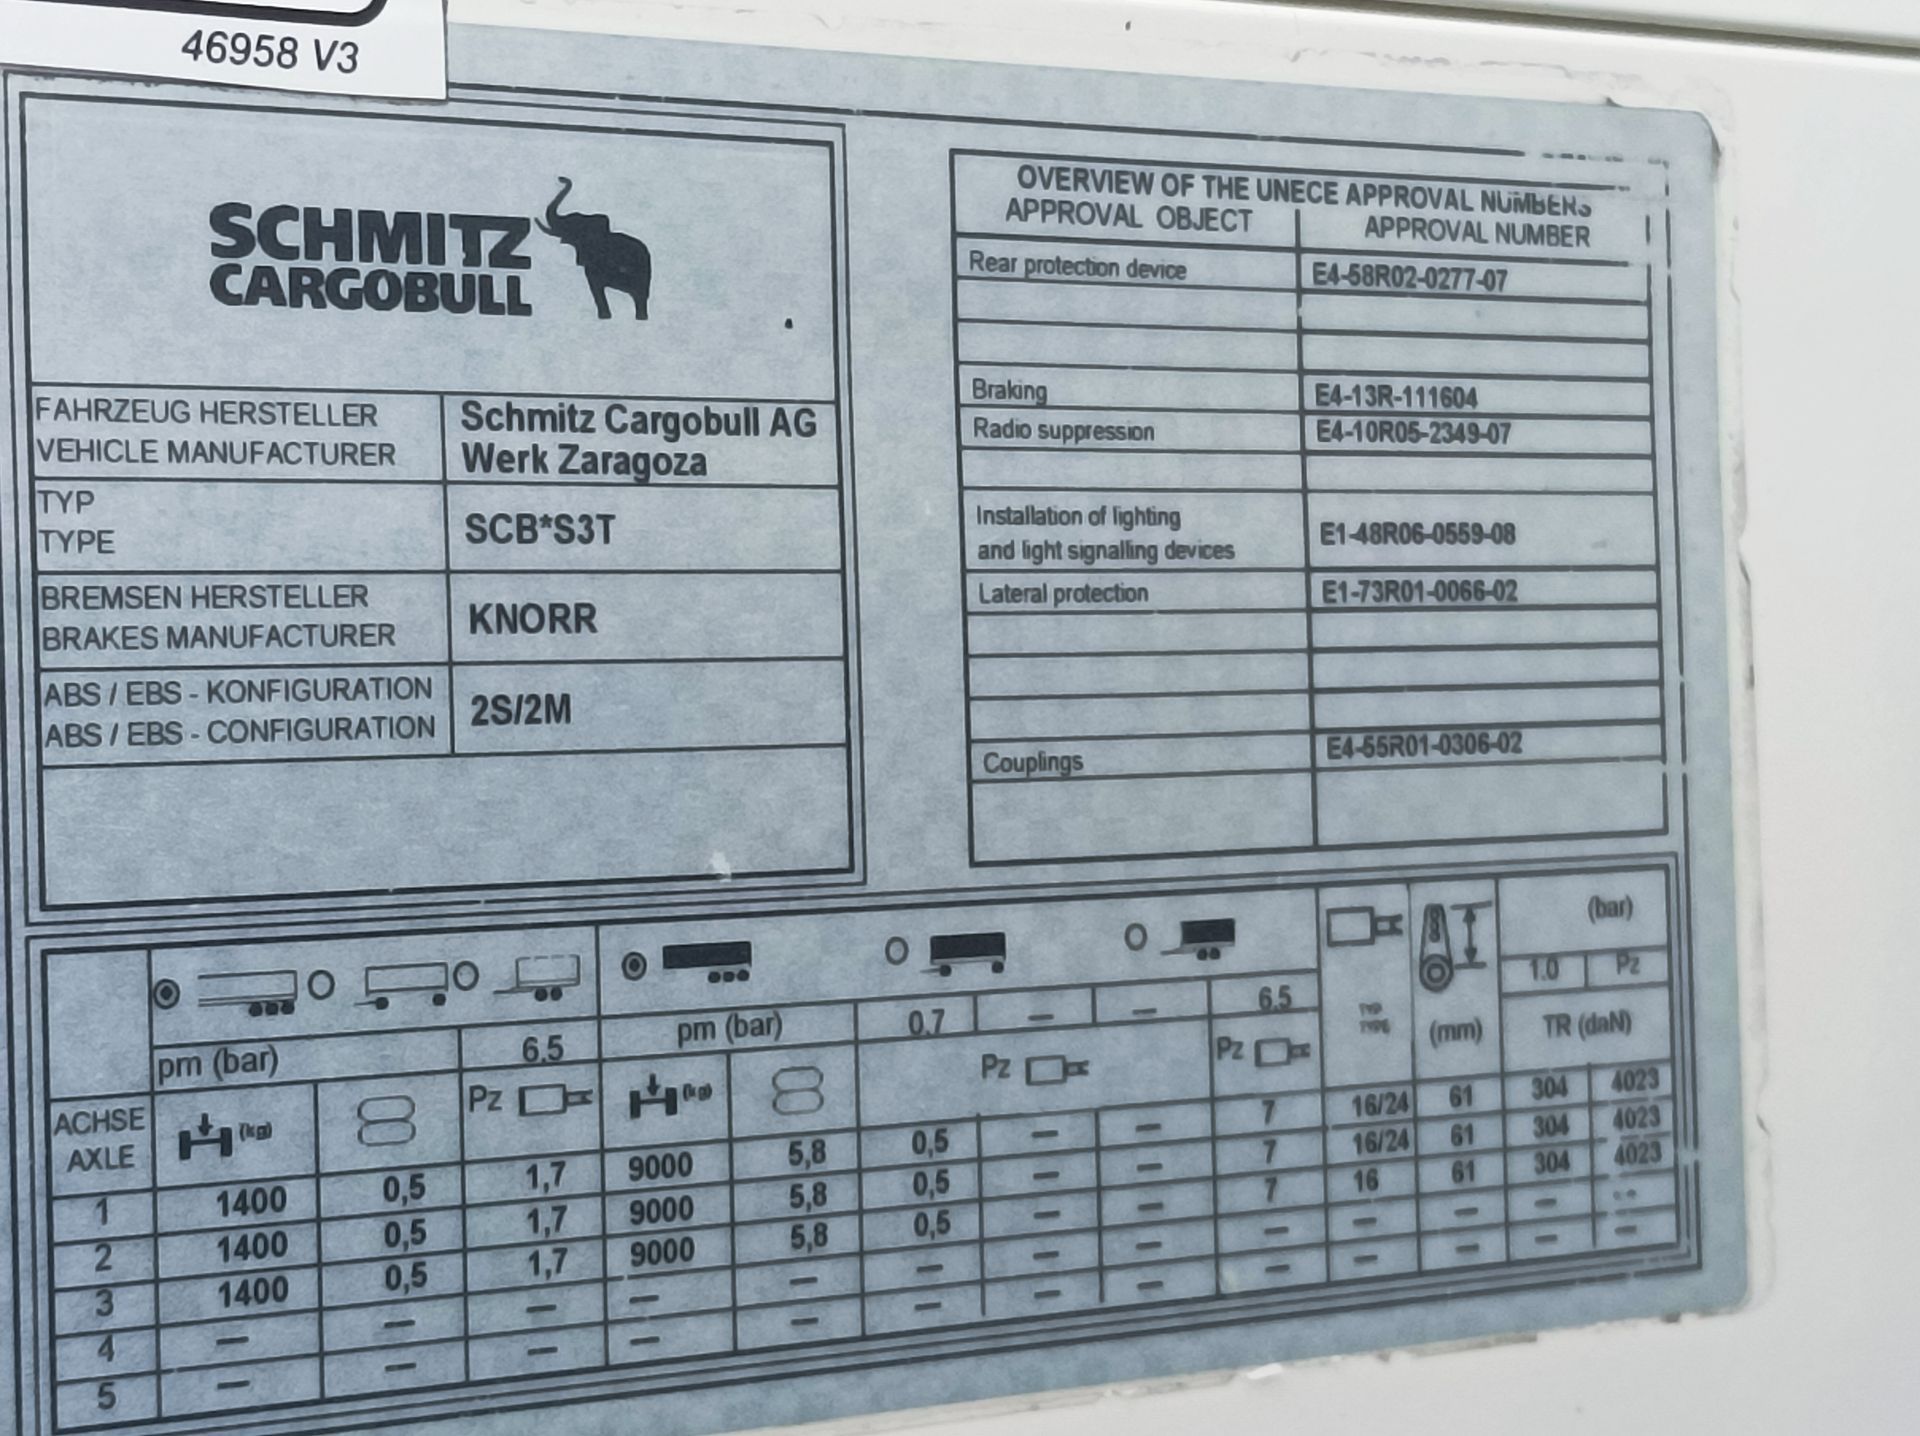 46958 V3
SCHMITZ
CARGOBULL
FAHRZEUG HERSTELLER
VEHICLE MANUFACTURER
Schmitz Cargobull AG
Werk Zaragoza
TYP
TYPE
SCB*S3T
BREMSEN HERSTELLER
BRAKES MANUFACTURER
KNORR
ABS / EBS - KONFIGURATION
ABS / EBS - CONFIGURATION
2S/2M
OVERVIEW OF THE UNECE APPROVAL NUMBERS
APPROVAL OBJECT APPROVAL NUMBER
Rear protection device E4-58R02-0277-07
Braking E4-13R-111604
Radio suppression E4-10R05-2349-07
Installation of lighting
and light signalling devices E1-48R06-0559-08
Lateral protection E1-73R01-0066-02
Couplings E4-55R01-0306-02
(bar)
1.0 Pz
pm (bar) 6.5 pm (bar) 0.7 — — 6.5
TYP
TYPE
(mm) TR (daN)
ACHSE
AXLE
(kg) Pz (kg) Pz Pz
1 1400 0,5 1,7 9000 5,8 0,5 — — 7 16/24 61 304 4023
2 1400 0,5 1,7 9000 5,8 0,5 — — 7 16/24 61 304 4023
3 1400 0,5 1,7 9000 5,8 0,5 — — 7 16 61 304 4023
4 — — — — — — — — — — — — --
5 — — — — — — — — — — — — —